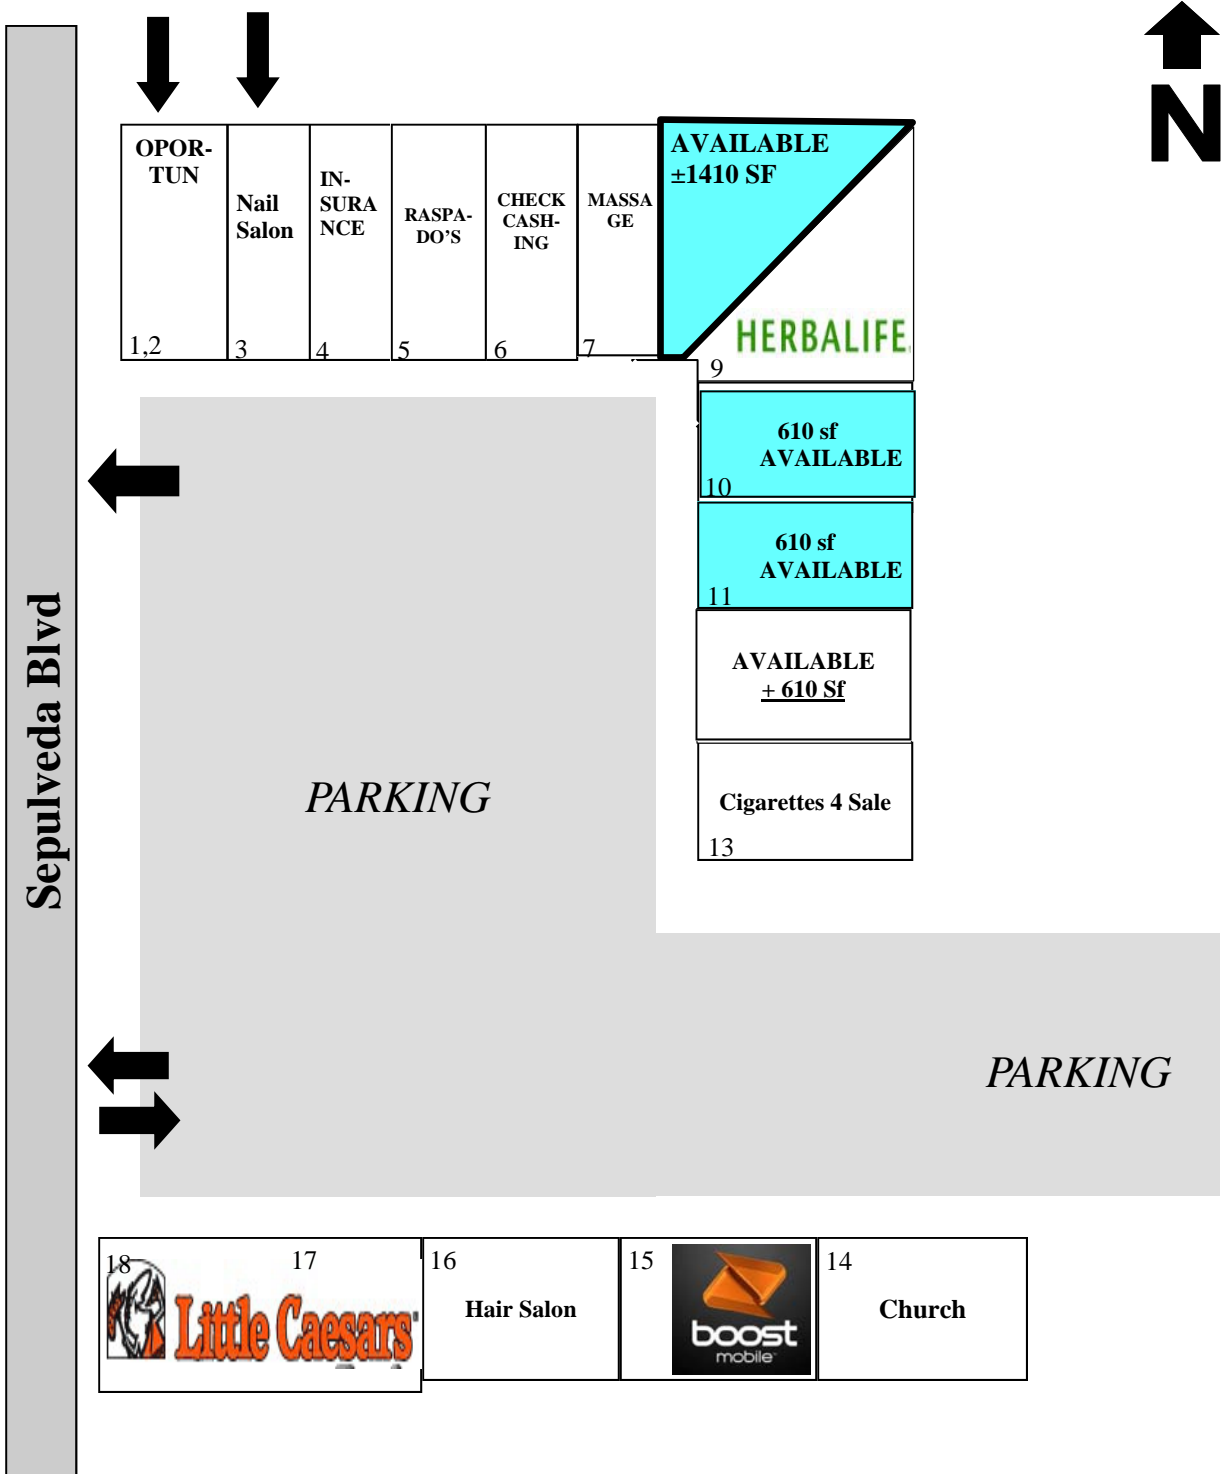 N
OPOR-
TUN
1,2
Nail
Salon
3
IN-
SURA
NCE
4
RASPA-
DO'S
5
CHECK
CASH-
ING
6
MASSA
GE
7
AVAILABLE
±1410 SF
HERBALIFE
9
610 sf
AVAILABLE
10
610 sf
AVAILABLE
11
AVAILABLE
+ 610 Sf
Cigarettes 4 Sale
13
Sepulveda Blvd
PARKING
PARKING
18
17
Little Caesars
16
Hair Salon
15
boost
mobile
14
Church